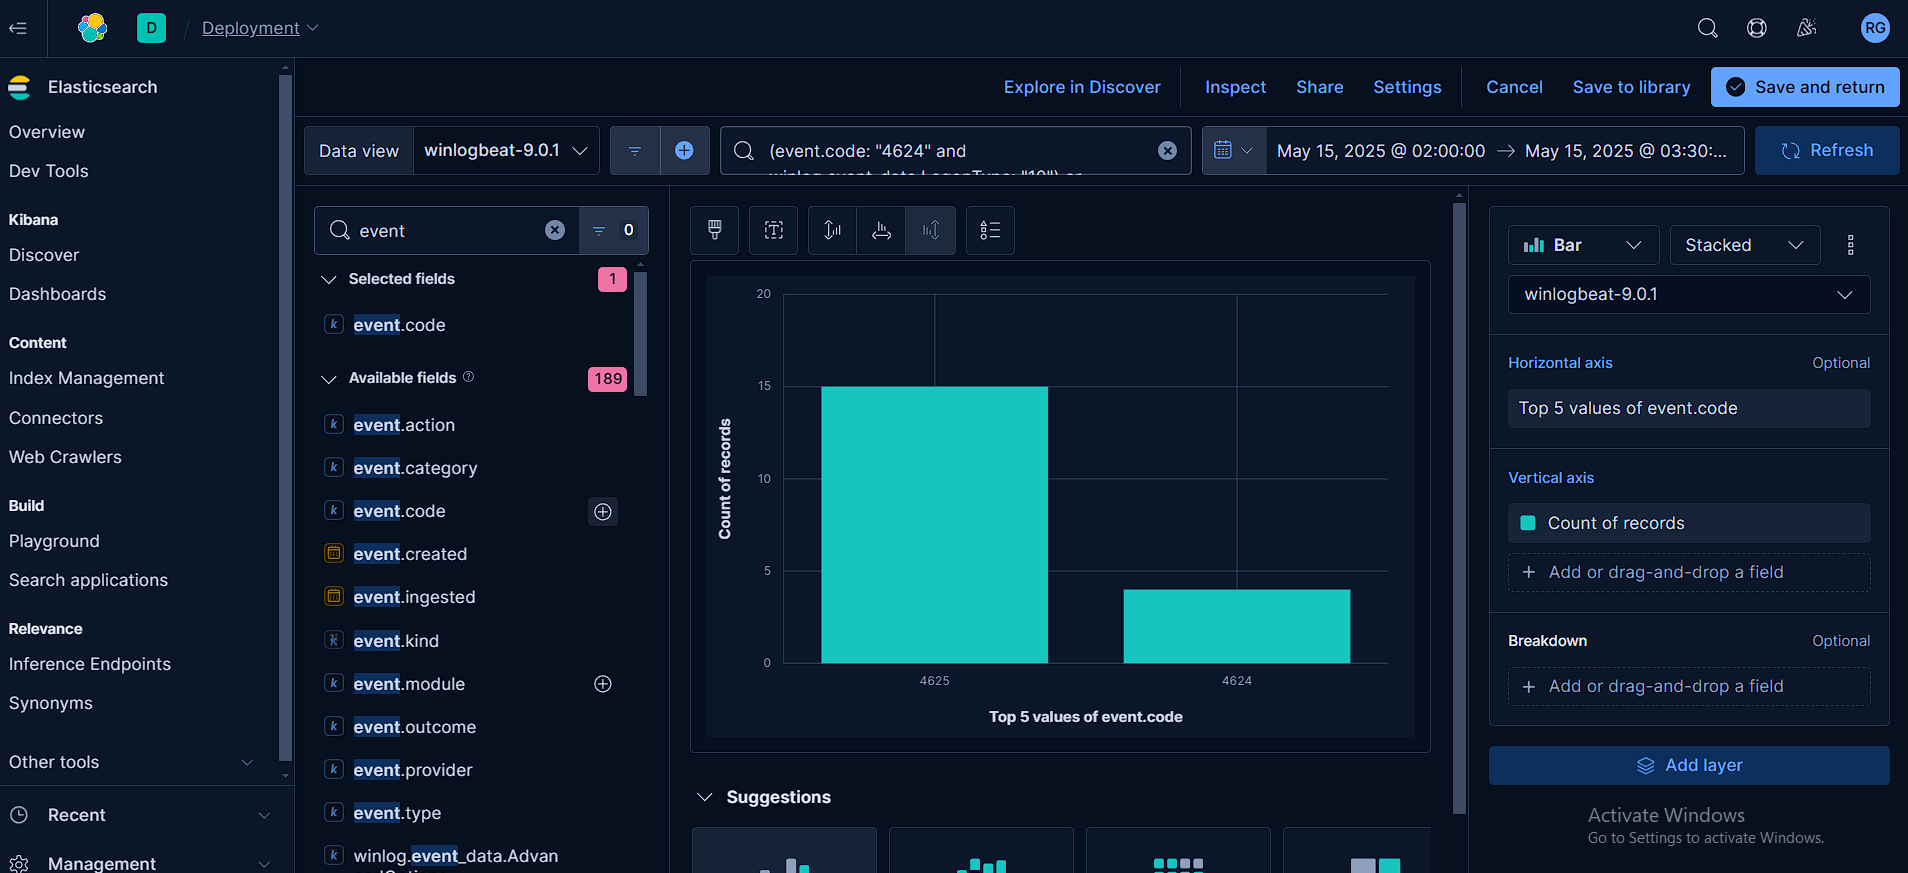 D
Deployment
RG
Elasticsearch
Overview
Dev Tools
Kibana
Discover
Dashboards
Content
Index Management
Connectors
Web Crawlers
Build
Playground
Search applications
Relevance
Inference Endpoints
Synonyms
Other tools
Recent
Management
Explore in Discover
Inspect
Share
Settings
Cancel
Save to library
Save and return
Data view
winlogbeat-9.0.1
(event.code: "4624" and
winlog.event_data.LogonType: "10") or
May 15, 2025 @ 02:00:00
May 15, 2025 @ 03:30:...
Refresh
event
0
Selected fields
1
k event.code
Available fields
189
k event.action
k event.category
k event.code
event.created
event.ingested
k event.kind
k event.module
k event.outcome
k event.provider
k event.type
k winlog.event_data.Advan
20
15
10
5
0
Count of records
4625
4624
Top 5 values of event.code
Suggestions
Bar
Stacked
winlogbeat-9.0.1
Horizontal axis
Optional
Top 5 values of event.code
Vertical axis
Count of records
Add or drag-and-drop a field
Breakdown
Optional
Add or drag-and-drop a field
Add layer
Activate Windows
Go to Settings to activate Windows.